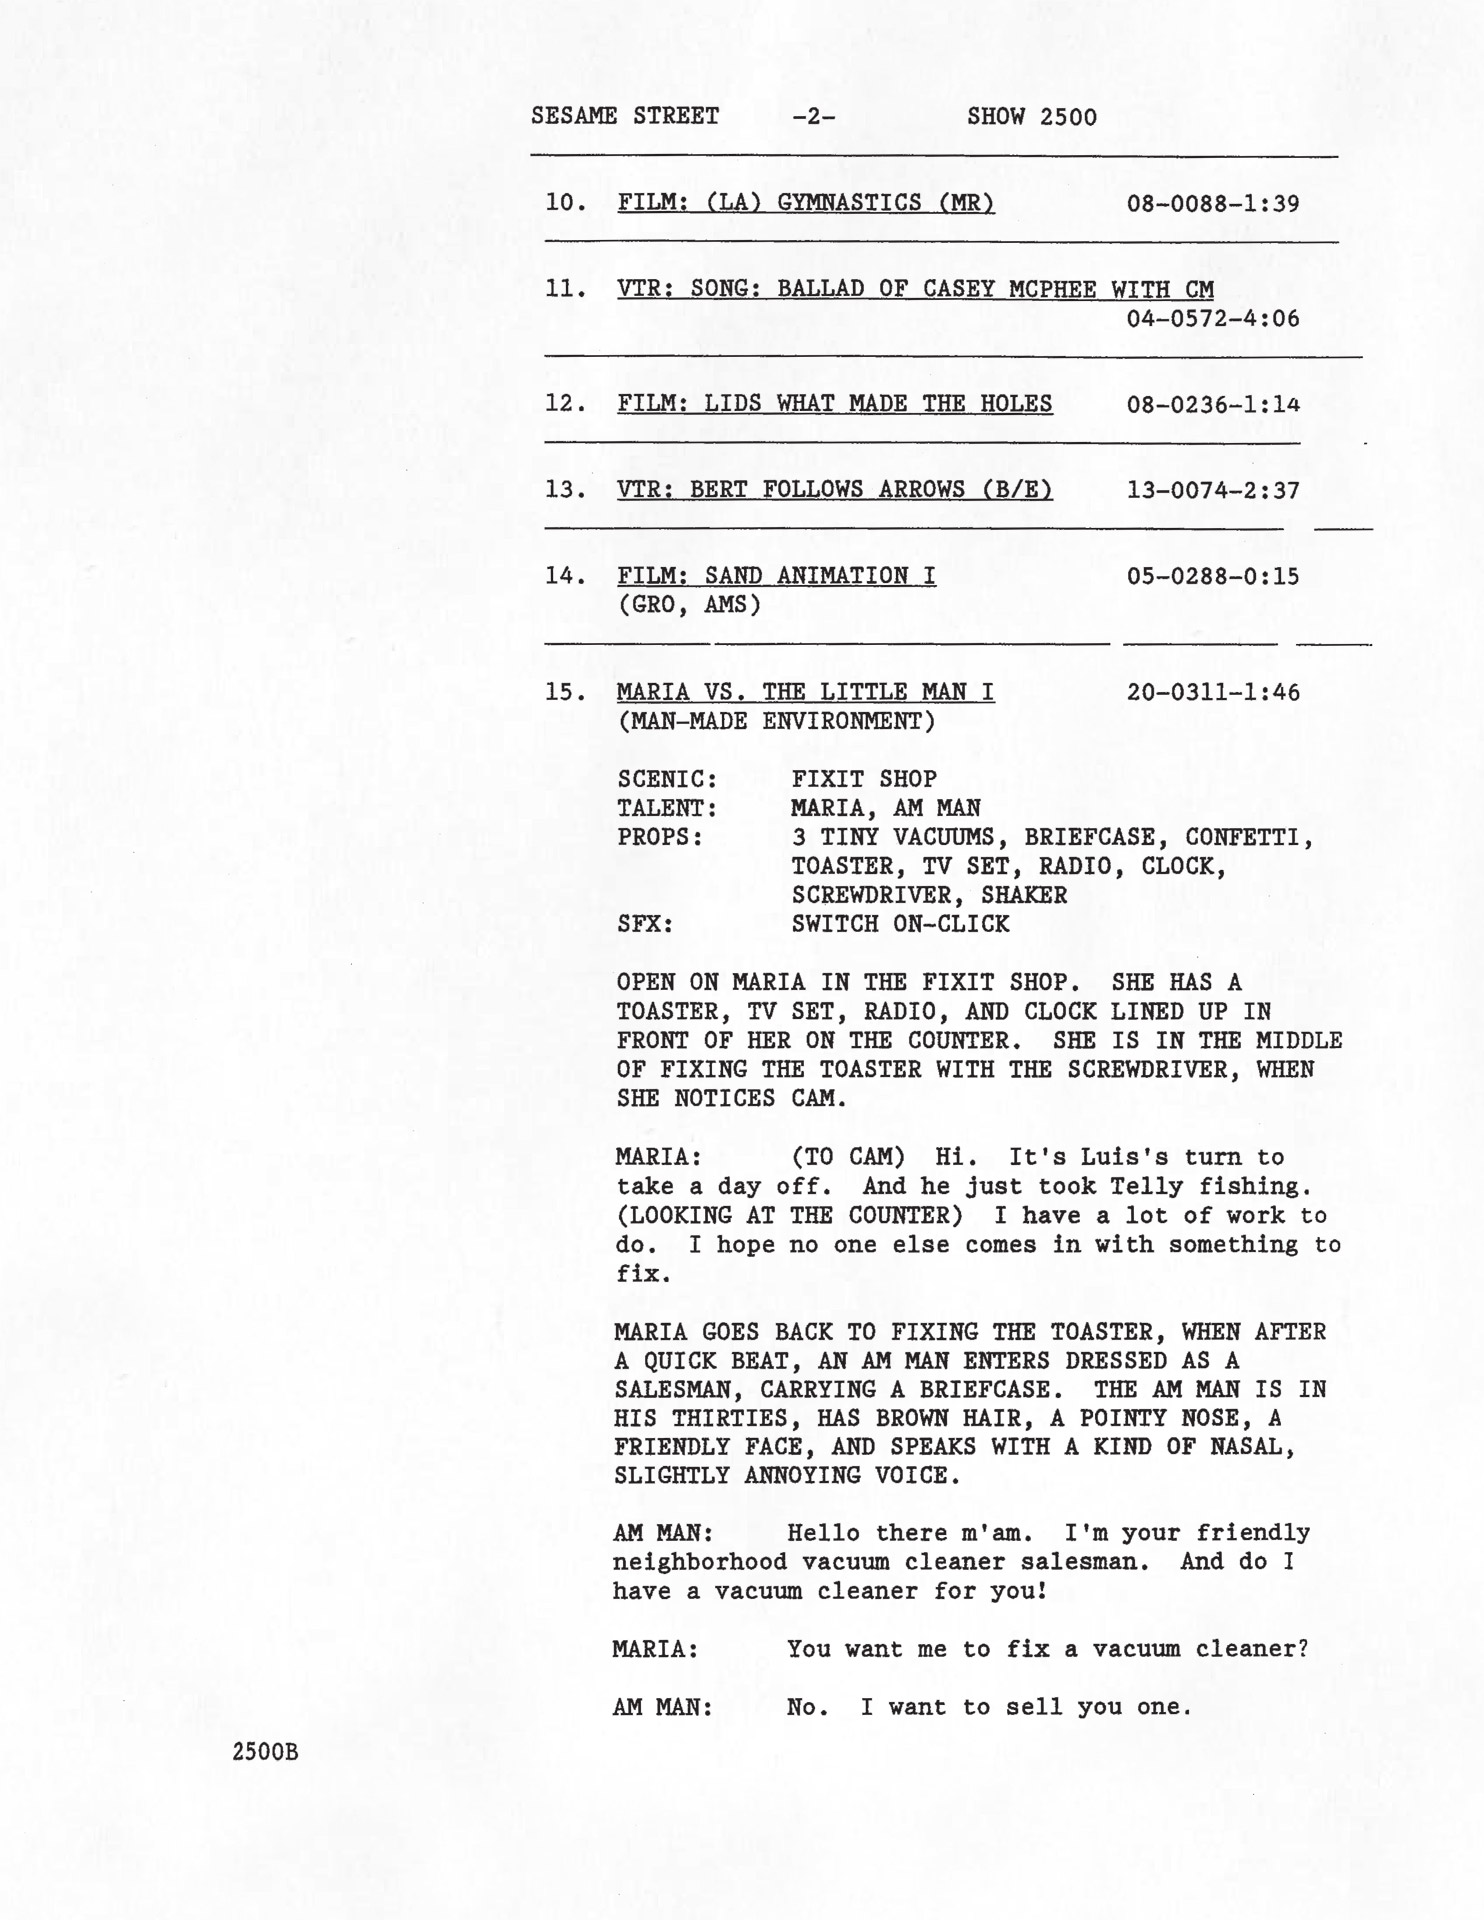 SESAME STREET -2- SHOW 2500
10. FILM: (LA) GYMNASTICS (MR) 08-0088-1:39
11. VTR: SONG: BALLAD OF CASEY MCPHEE WITH CM
04-0572-4:06
12. FILM: LIDS WHAT MADE THE HOLES 08-0236-1:14
13. VTR: BERT FOLLOWS ARROWS (B/E) 13-0074-2:37
14. FILM: SAND ANIMATION I 05-0288-0:15
(GRO, AMS)
15. MARIA VS. THE LITTLE MAN I 20-0311-1:46
(MAN-MADE ENVIRONMENT)
SCENIC: FIXIT SHOP
TALENT: MARIA, AM MAN
PROPS: 3 TINY VACUUMS, BRIEFCASE, CONFETTI,
TOASTER, TV SET, RADIO, CLOCK,
SCREWDRIVER, SHAKER
SFX: SWITCH ON-CLICK
OPEN ON MARIA IN THE FIXIT SHOP. SHE HAS A
TOASTER, TV SET, RADIO, AND CLOCK LINED UP IN
FRONT OF HER ON THE COUNTER. SHE IS IN THE MIDDLE
OF FIXING THE TOASTER WITH THE SCREWDRIVER, WHEN
SHE NOTICES CAM.
MARIA: (TO CAM) Hi. It's Luis's turn to
take a day off. And he just took Telly fishing.
(LOOKING AT THE COUNTER) I have a lot of work to
do. I hope no one else comes in with something to
fix.
MARIA GOES BACK TO FIXING THE TOASTER, WHEN AFTER
A QUICK BEAT, AN AM MAN ENTERS DRESSED AS A
SALESMAN, CARRYING A BRIEFCASE. THE AM MAN IS IN
HIS THIRTIES, HAS BROWN HAIR, A POINTY NOSE, A
FRIENDLY FACE, AND SPEAKS WITH A KIND OF NASAL,
SLIGHTLY ANNOYING VOICE.
AM MAN: Hello there m'am. I'm your friendly
neighborhood vacuum cleaner salesman. And do I
have a vacuum cleaner for you!
MARIA: You want me to fix a vacuum cleaner?
AM MAN: No. I want to sell you one.
2500B